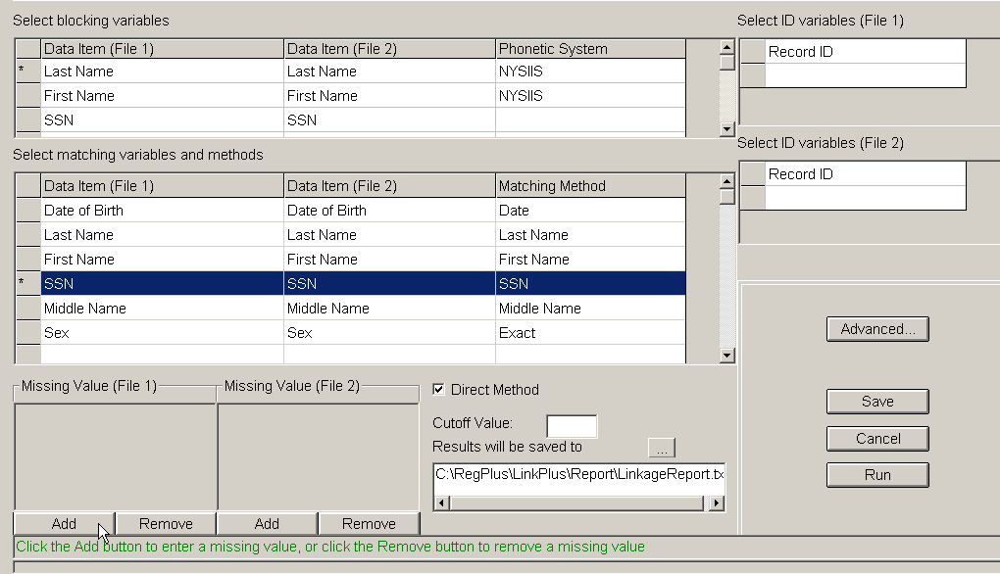 Select blocking variables
Data Item (File 1) Data Item (File 2) Phonetic System
* Last Name Last Name NYSIIS
First Name First Name NYSIIS
SSN SSN
Select ID variables (File 1)
Record ID
Select matching variables and methods
Data Item (File 1) Data Item (File 2) Matching Method
Date of Birth Date of Birth Date
Last Name Last Name Last Name
First Name First Name First Name
* SSN SSN SSN
Middle Name Middle Name Middle Name
Sex Sex Exact
Select ID variables (File 2)
Record ID
Advanced...
Save
Cancel
Run
Missing Value (File 1) Missing Value (File 2)
Direct Method
Cutoff Value:
Results will be saved to ...
C:\RegPlus\LinkPlus\Report\LinkageReport.tx
Add Remove Add Remove
Click the Add button to enter a missing value, or click the Remove button to remove a missing value